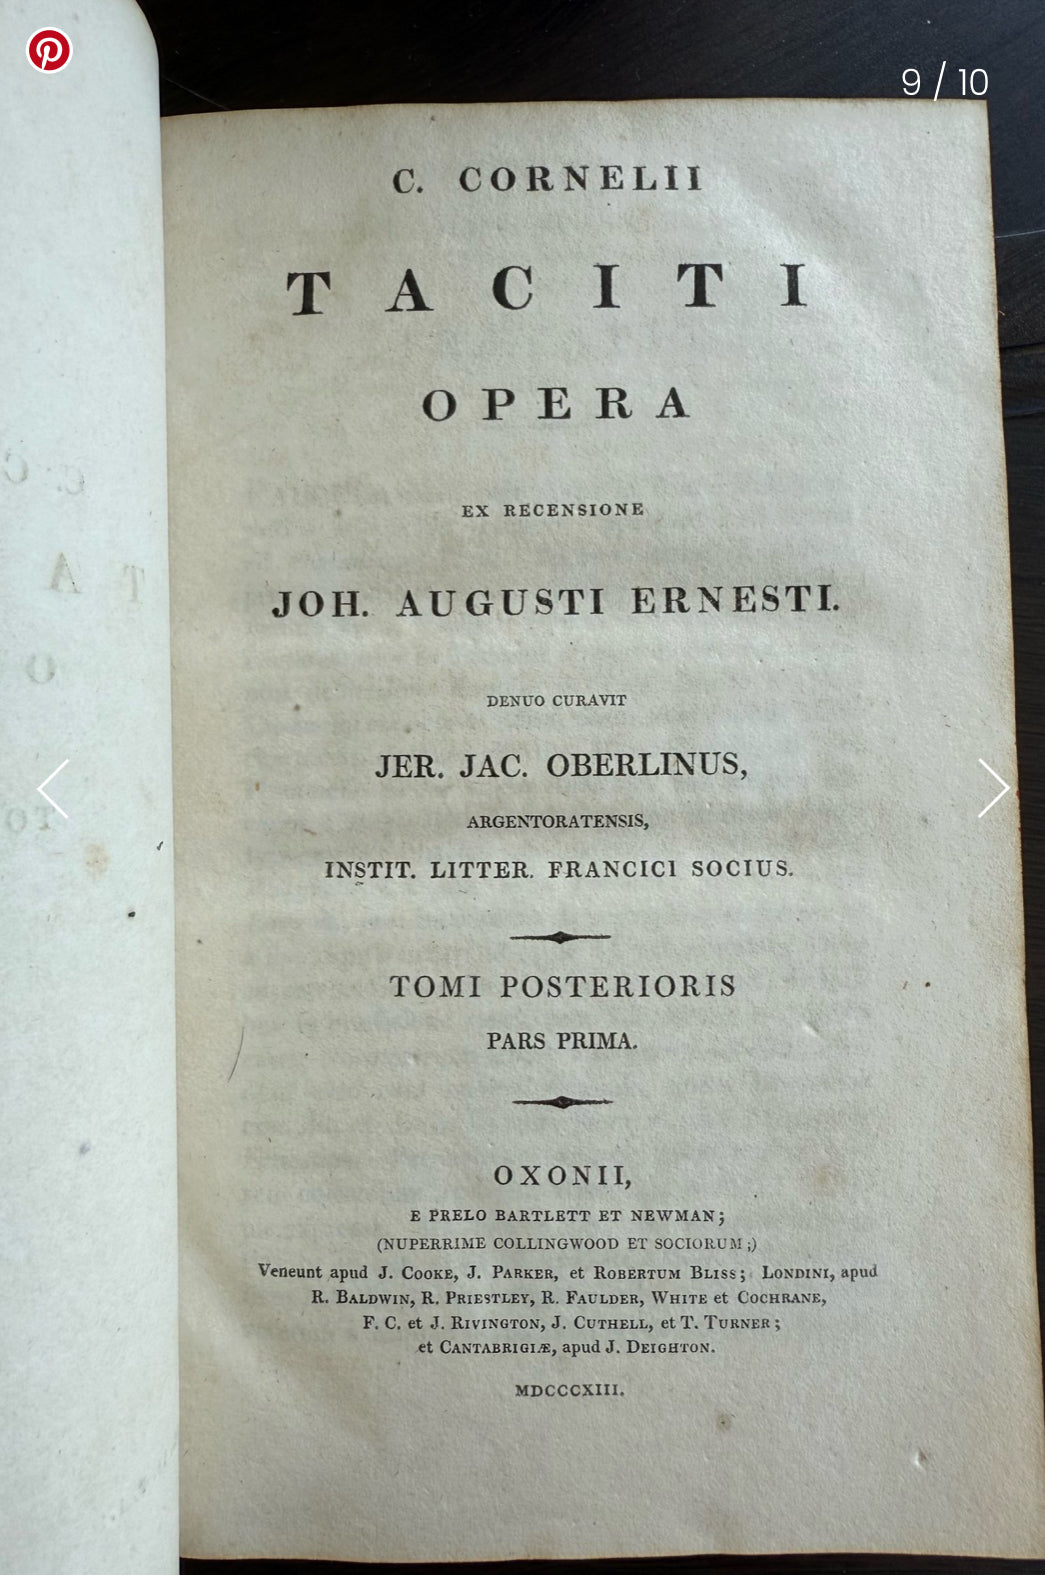 9 / 10
C. CORNELII
TACITI
OPERA
EX RECENSIONE
JOH. AUGUSTI ERNESTI.
DENUO CURAVIT
JER. JAC. OBERLINUS,
ARGENTORATENSIS,
INSTIT. LITTER. FRANCICI SOCIUS.
TOMI POSTERIORIS
PARS PRIMA.
OXONII,
E PRELO BARTLETT ET NEWMAN;
(NUPERRIME COLLINGWOOD ET SOCIORUM;)
Veneunt apud J. COOKE, J. PARKER, et ROBERTUM BLISS; LONDINI, apud
R. BALDWIN, R. PRIESTLEY, R. FAULDER, WHITE et COCHRANE,
F. C. et J. RIVINGTON, J. CUTHELL, et T. TURNER;
et CANTABRIGIÆ, apud J. DEIGHTON.
MDCCCXIII.